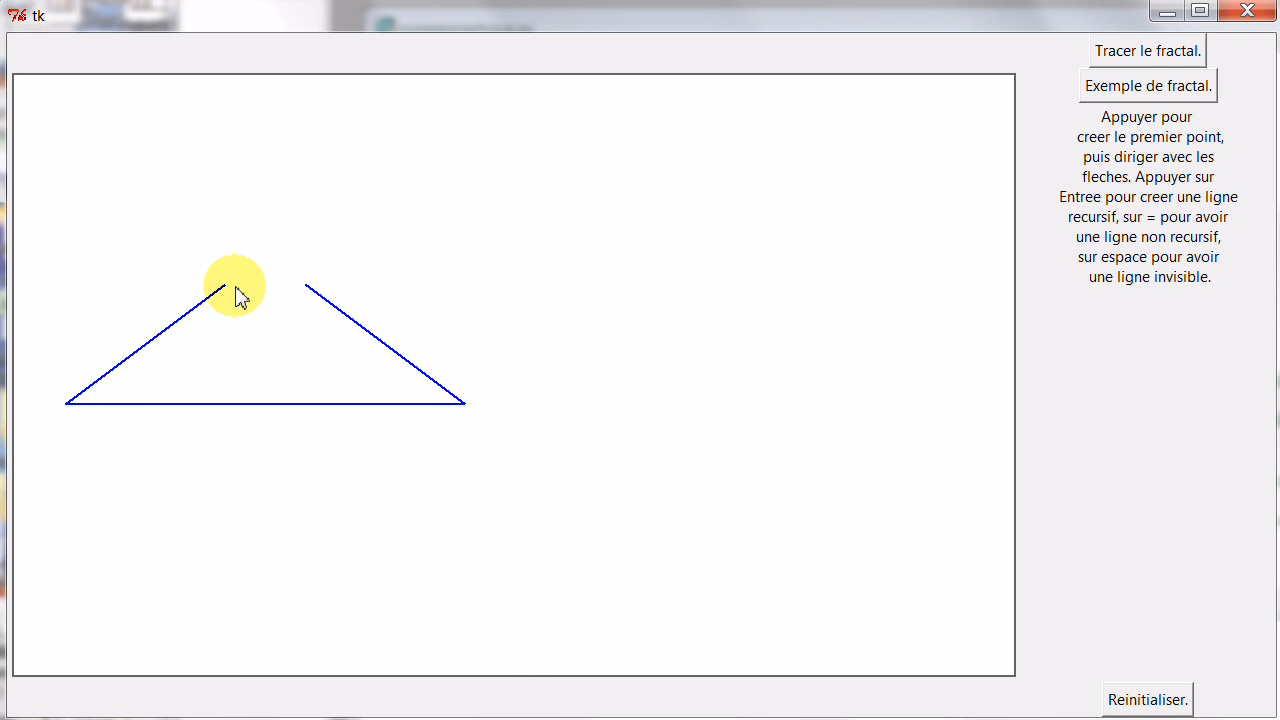 tk
Tracer le fractal.
Exemple de fractal.
Appuyer pour
creer le premier point,
puis diriger avec les
fleches. Appuyer sur
Entree pour creer une ligne
recursif, sur = pour avoir
une ligne non recursif,
sur espace pour avoir
une ligne invisible.
Reinitialiser.